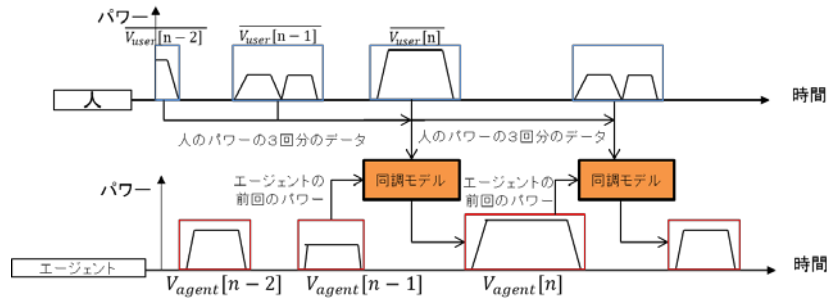 パワー
V_user[n−2] V_user[n−1] V_user[n]
人
時間
人のパワーの3回分のデータ 人のパワーの3回分のデータ
パワー
エージェントの
前回のパワー
同調モデル
エージェントの
前回のパワー
同調モデル
エージェント
時間
V_agent[n−2] V_agent[n−1] V_agent[n]